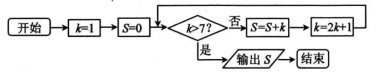 开始
k=1
S=0
k>7?
否
S=S+k
k=2k+1
是
输出S
结束